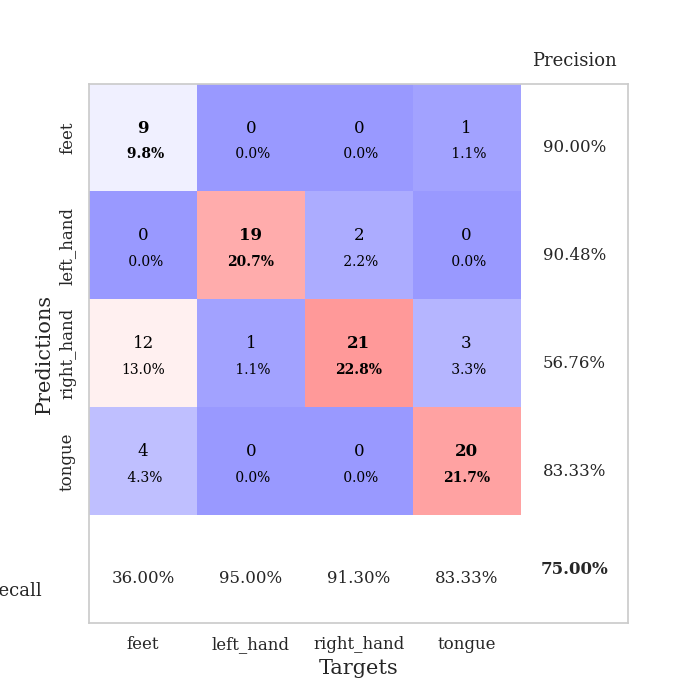 Precision
feet 9 0 0 1
9.8% 0.0% 0.0% 1.1% 90.00%
left_hand 0 19 2 0
0.0% 20.7% 2.2% 0.0% 90.48%
Predictions
right_hand 12 1 21 3
13.0% 1.1% 22.8% 3.3% 56.76%
tongue 4 0 0 20
4.3% 0.0% 0.0% 21.7% 83.33%
ecall 36.00% 95.00% 91.30% 83.33% 75.00%
feet left_hand right_hand tongue
Targets